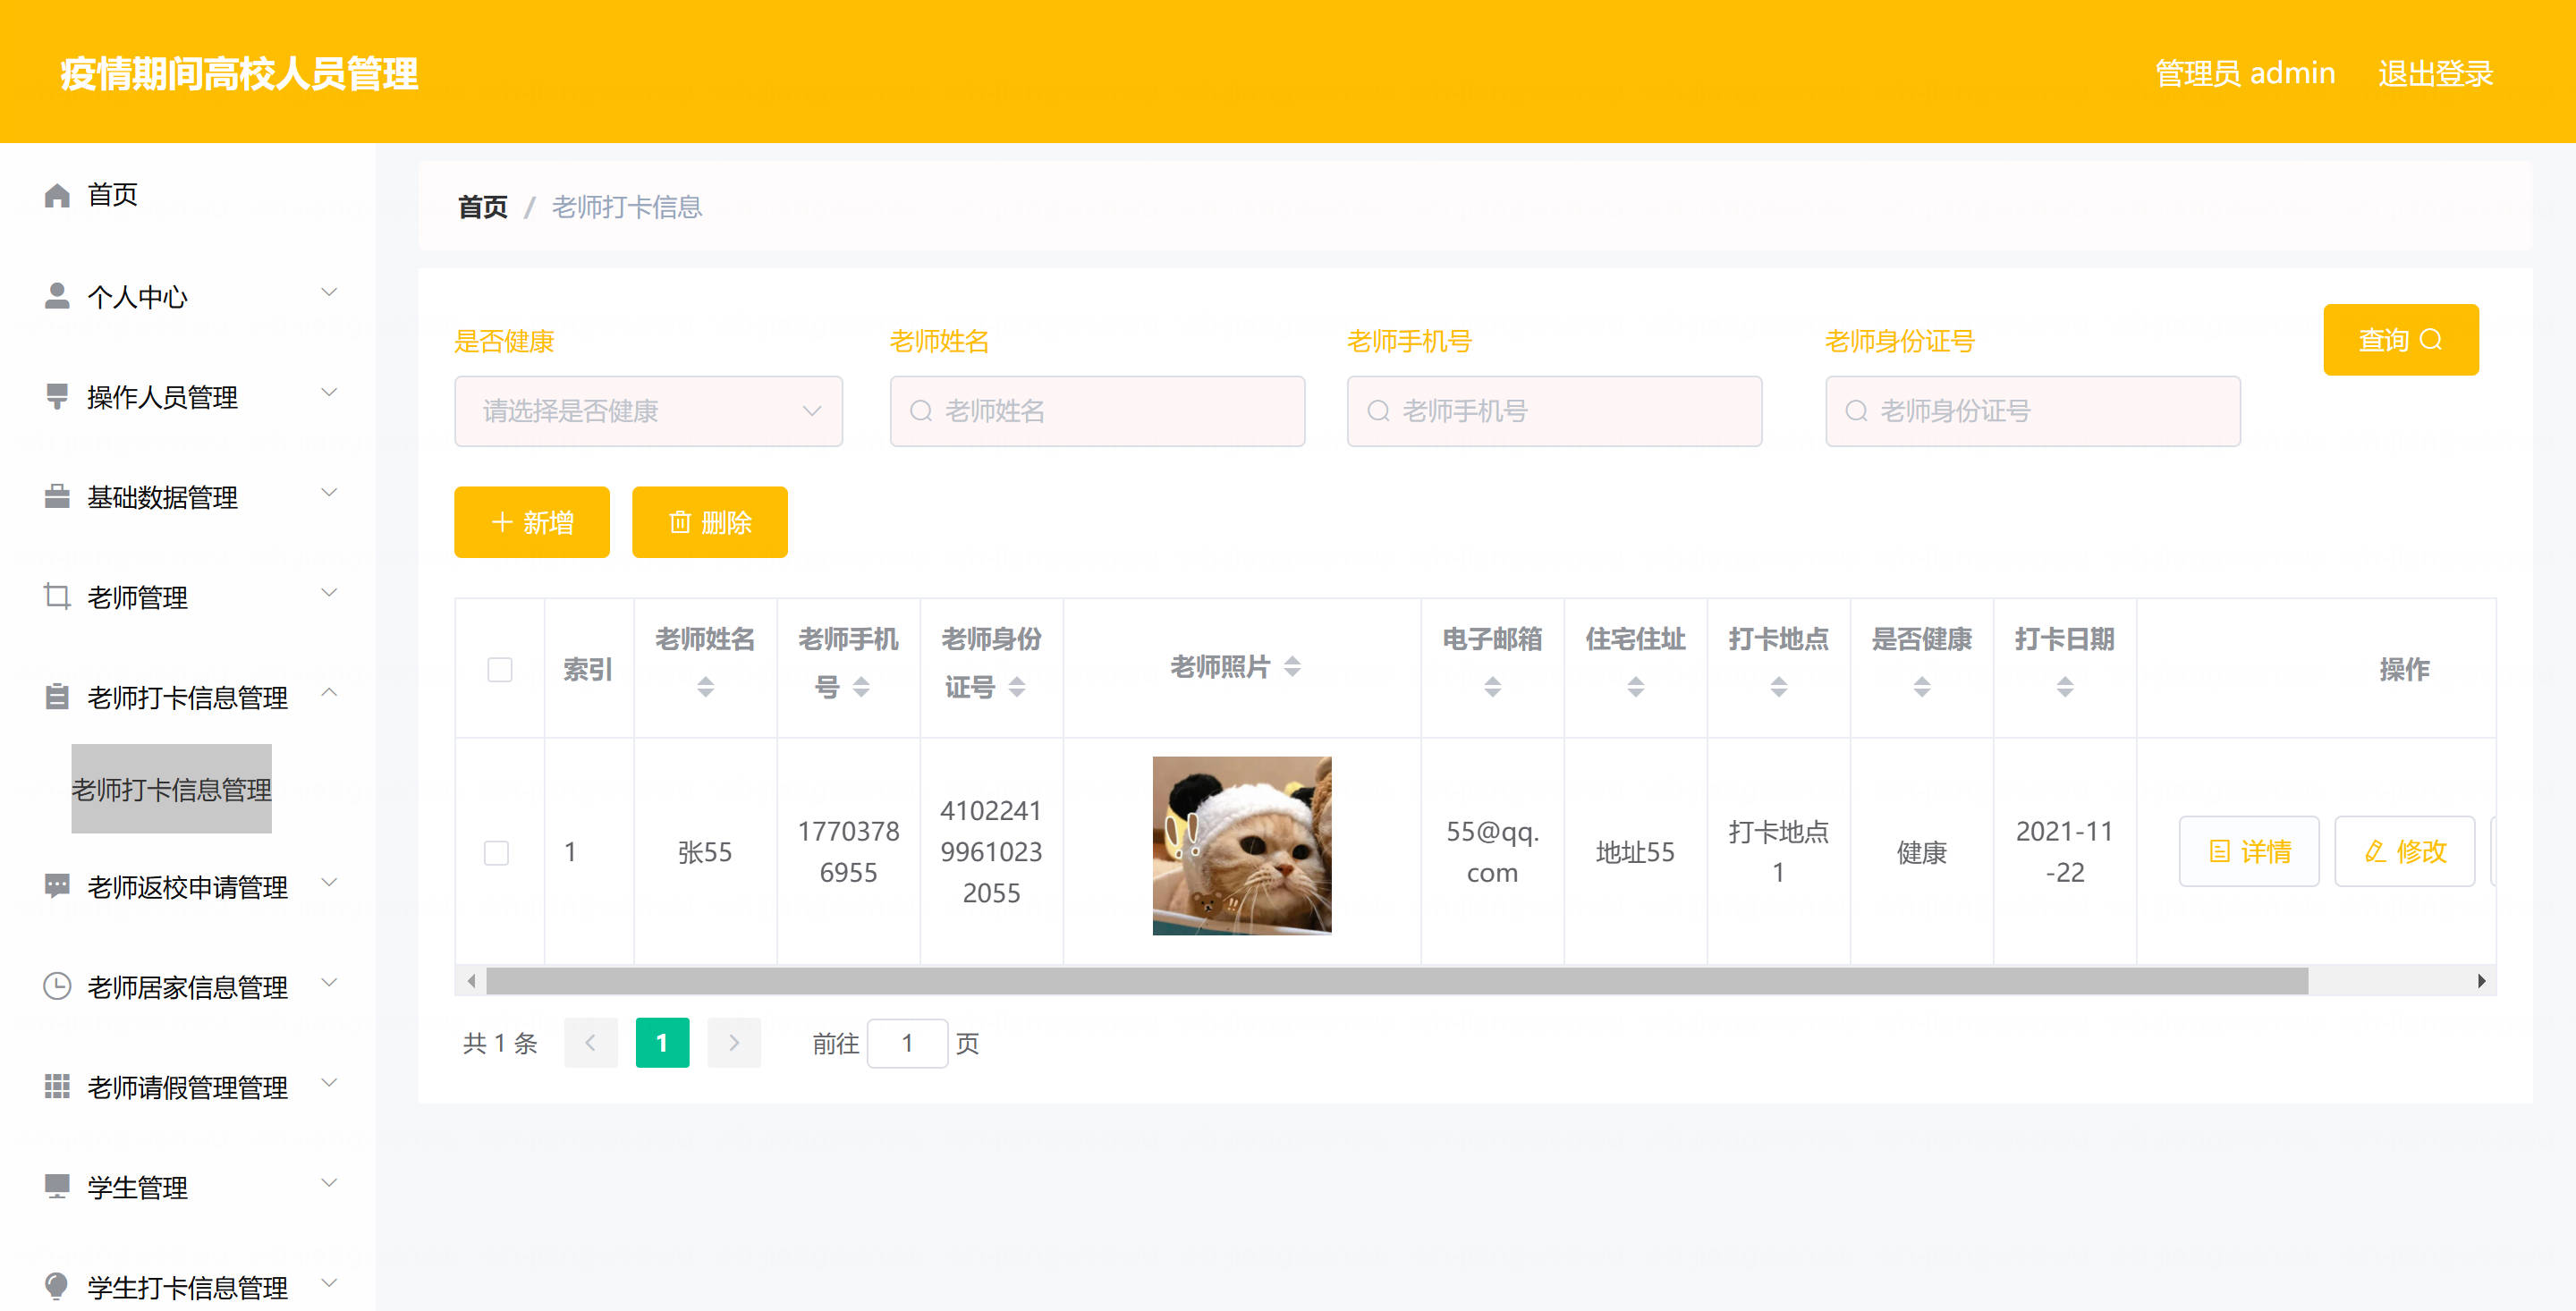 疫情期间高校人员管理
管理员 admin
退出登录
首页
个人中心
操作人员管理
基础数据管理
老师管理
老师打卡信息管理
老师打卡信息管理
老师返校申请管理
老师居家信息管理
老师请假管理管理
学生管理
学生打卡信息管理
首页 / 老师打卡信息
是否健康
老师姓名
老师手机号
老师身份证号
请选择是否健康
老师姓名
老师手机号
老师身份证号
查询
新增
删除
索引
老师姓名
老师手机
号
老师身份
证号
老师照片
电子邮箱
住宅住址
打卡地点
是否健康
打卡日期
操作
1
张55
1770378
6955
4102241
9961023
2055
55@qq.
com
地址55
打卡地点
1
健康
2021-11
-22
详情
修改
共 1 条
1
前往 1 页